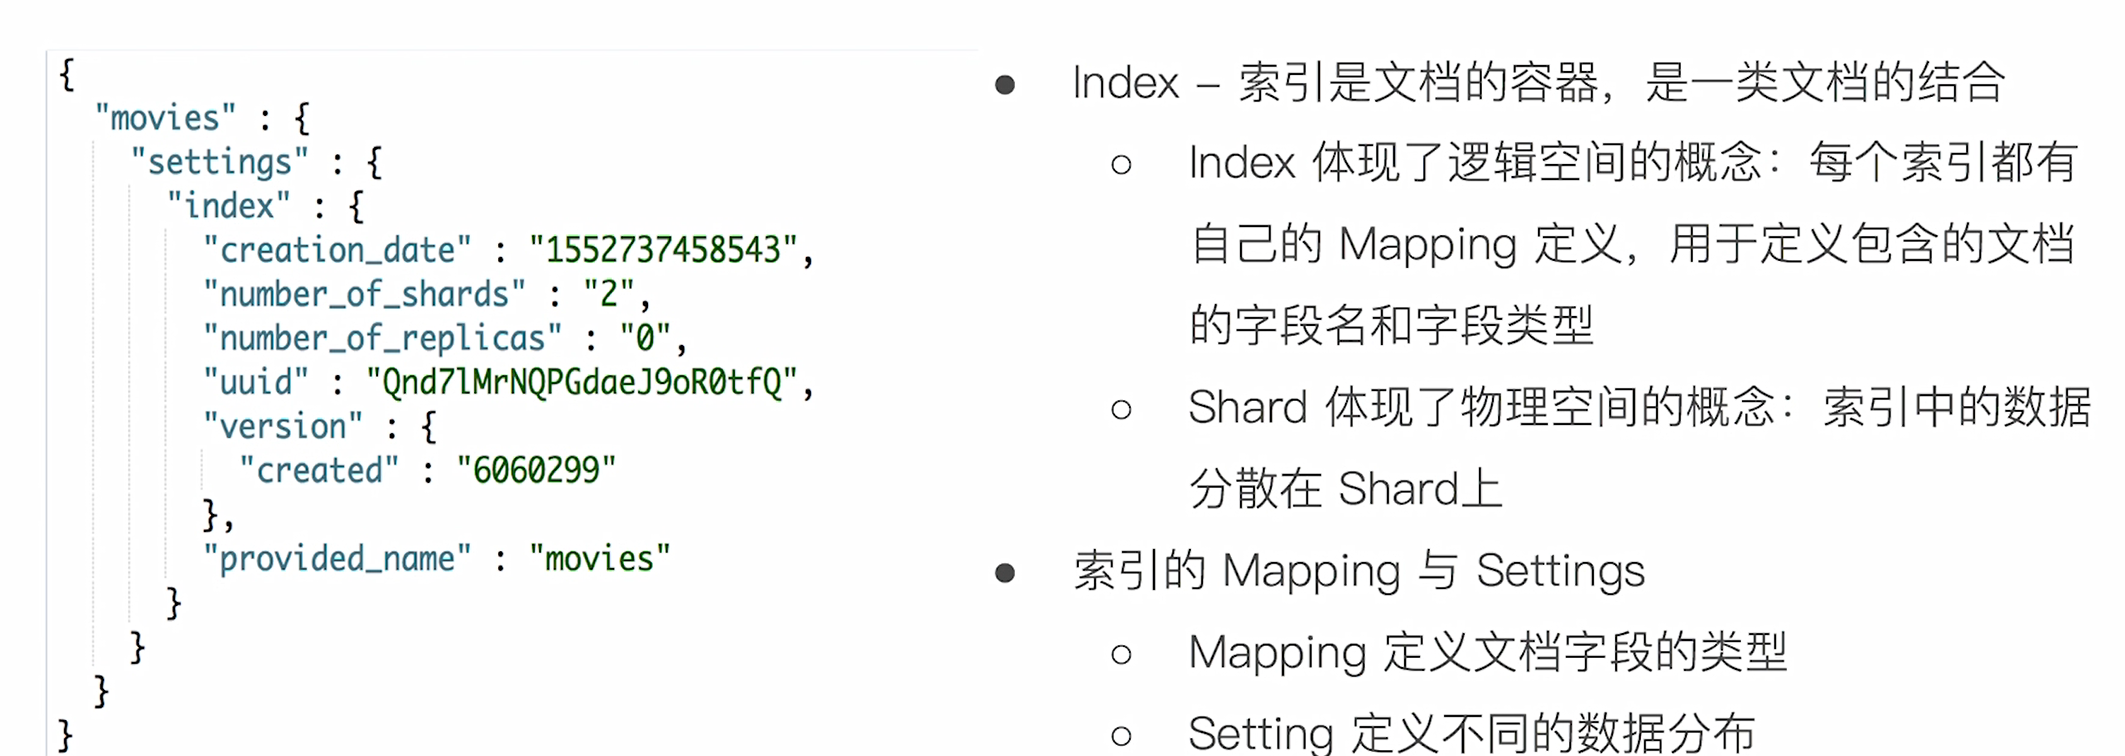 {
"movies" : {
"settings" : {
"index" : {
"creation_date" : "1552737458543",
"number_of_shards" : "2",
"number_of_replicas" : "0",
"uuid" : "Qnd7lMrNQPGdaeJ9oR0tfQ",
"version" : {
"created" : "6060299"
},
"provided_name" : "movies"
}
}
}
}
● Index – 索引是文档的容器，是一类文档的结合
○ Index 体现了逻辑空间的概念：每个索引都有
自己的 Mapping 定义，用于定义包含的文档
的字段名和字段类型
○ Shard 体现了物理空间的概念：索引中的数据
分散在 Shard上
● 索引的 Mapping 与 Settings
○ Mapping 定义文档字段的类型
○ Setting 定义不同的数据分布